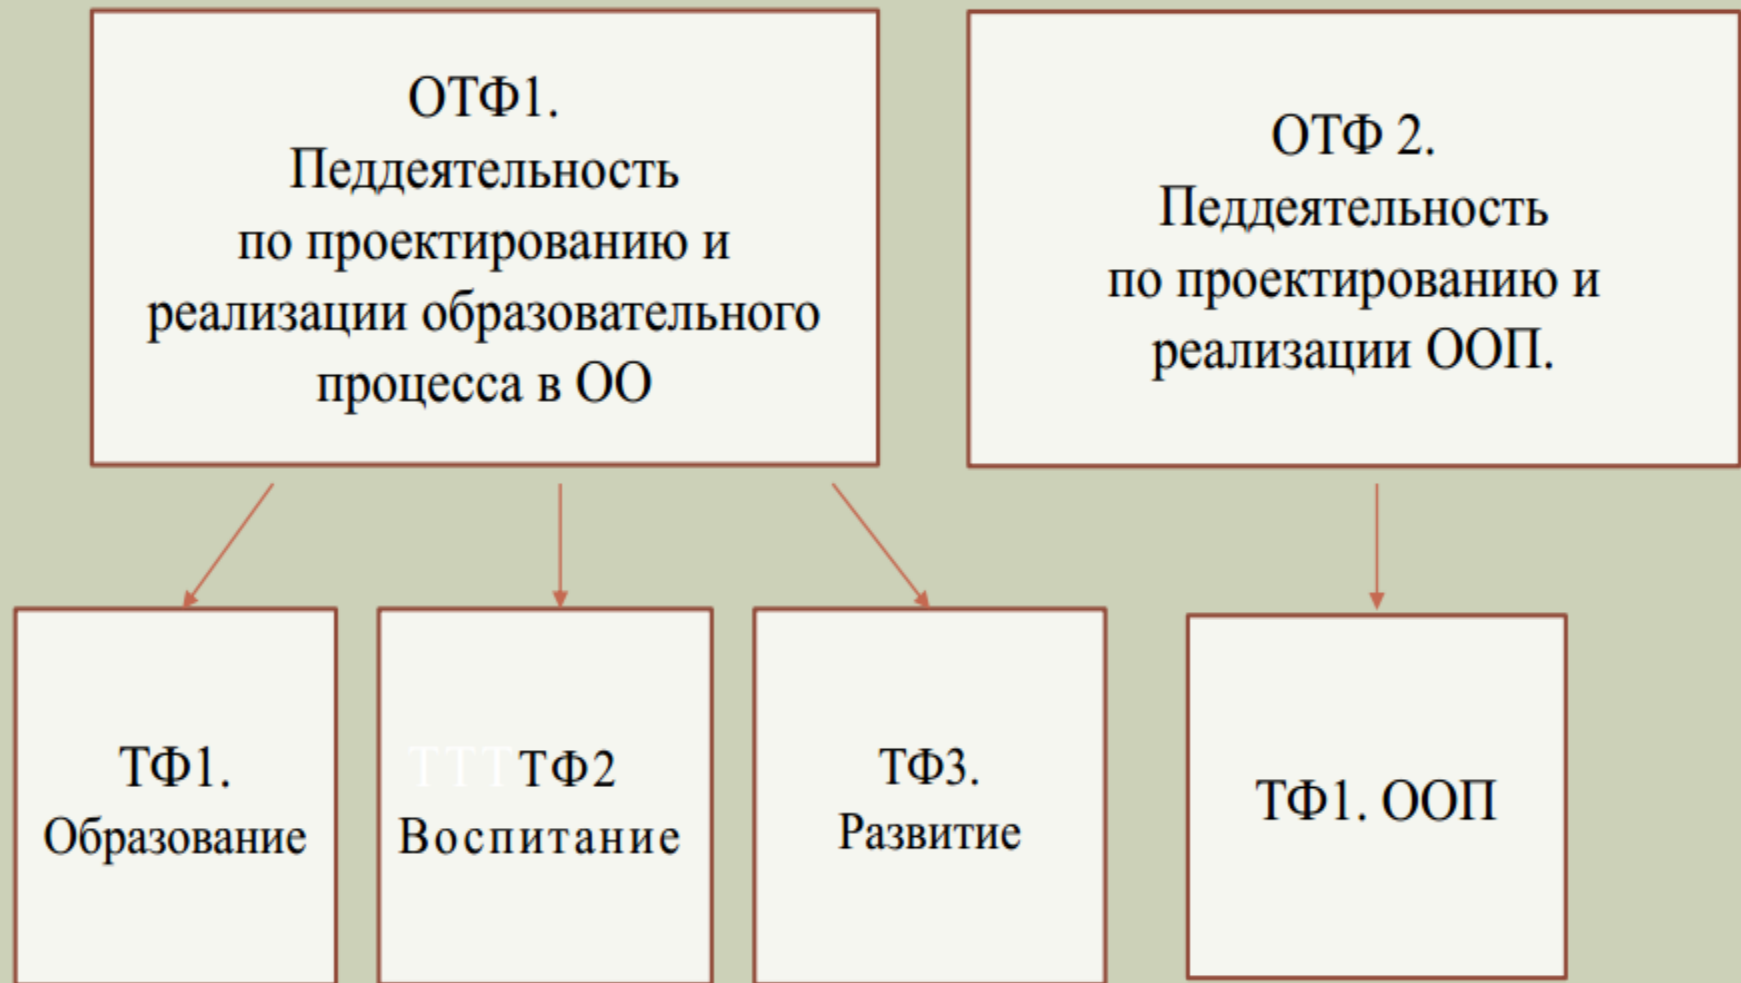 ОТФ1.
Педдеятельность
по проектированию и
реализации образовательного
процесса в ОО
ОТФ 2.
Педдеятельность
по проектированию и
реализации ООП.
ТФ1.
Образование
ТТТТФ2
Воспитание
ТФ3.
Развитие
ТФ1. ООП